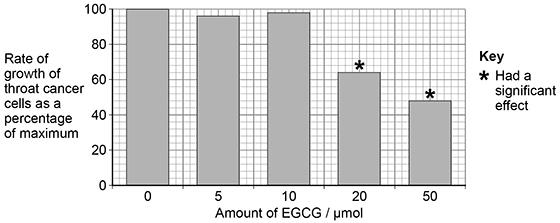 Rate of
growth of
throat cancer
cells as a
percentage
of maximum
100
80
60
40
20
0
*
*
0 5 10 20 50
Amount of EGCG / μmol
Key
* Had a
significant
effect